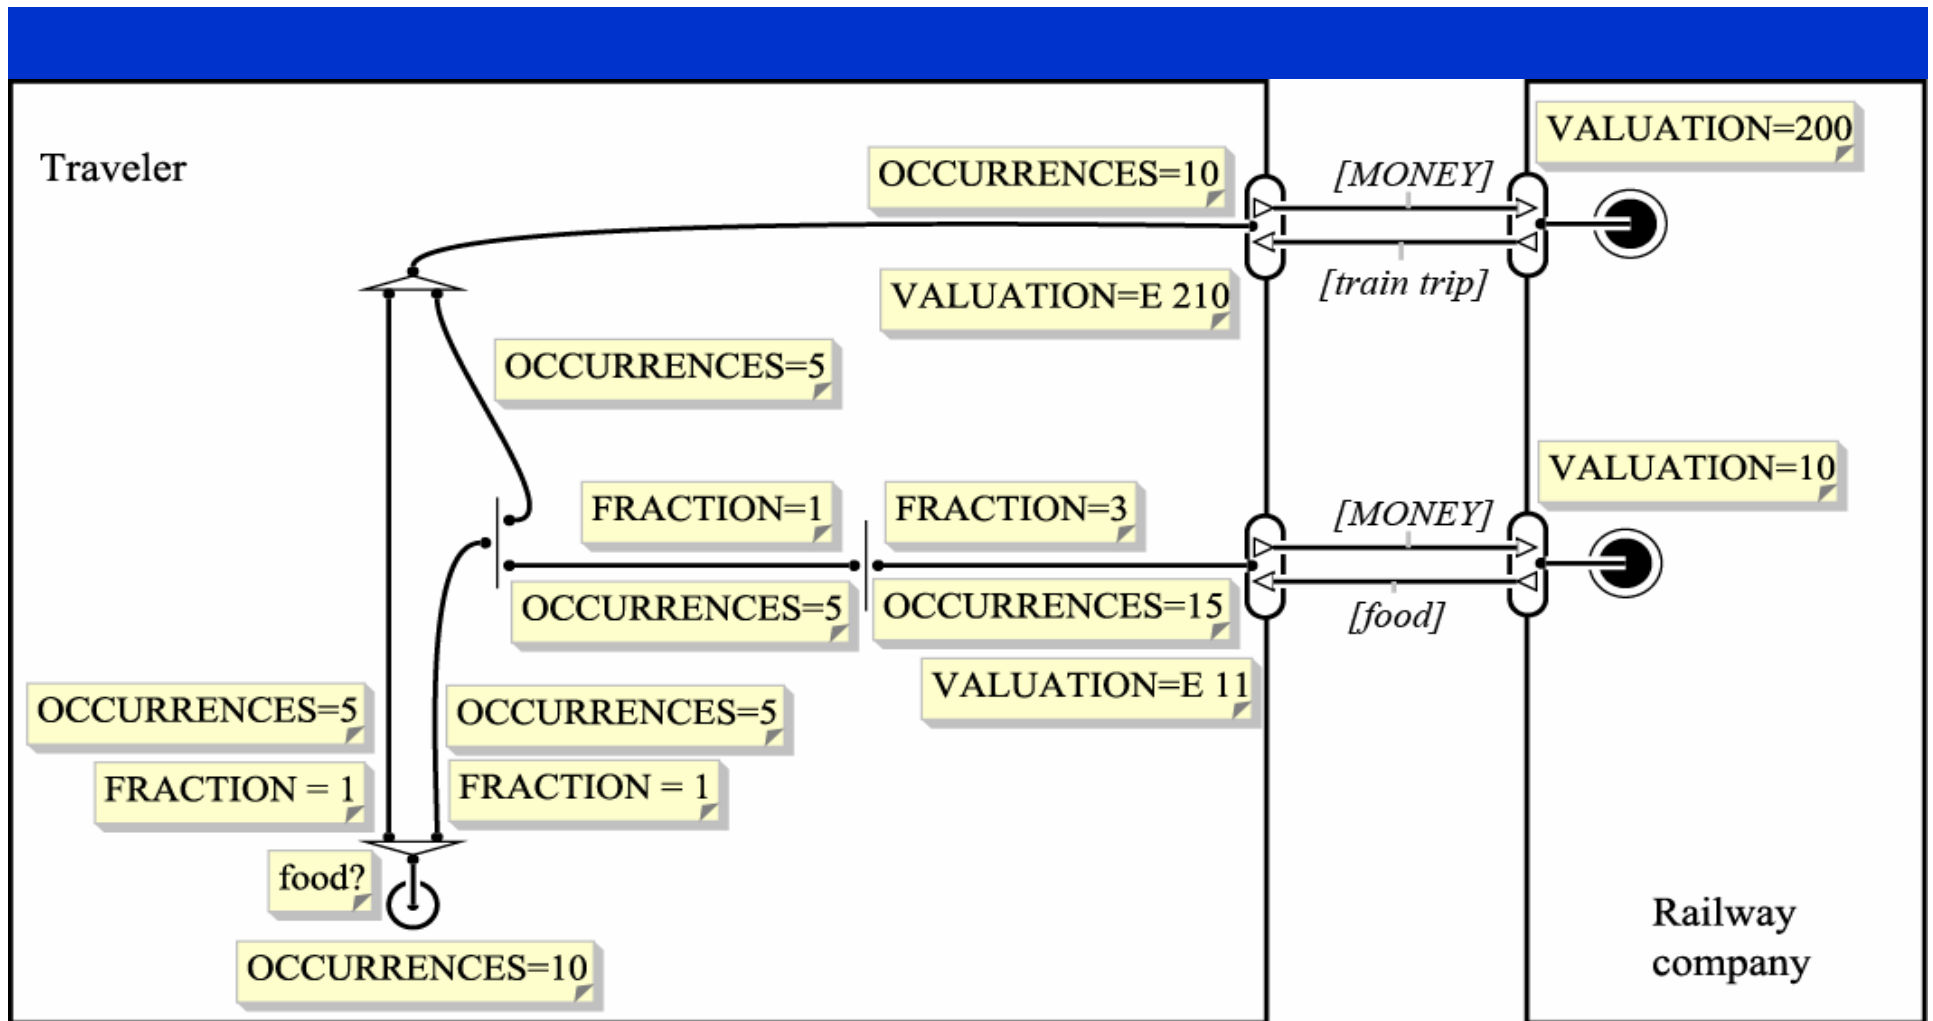 Traveler
OCCURRENCES=10
[MONEY]
VALUATION=200
[train trip]
VALUATION=E 210
OCCURRENCES=5
VALUATION=10
FRACTION=1
FRACTION=3
[MONEY]
OCCURRENCES=5
OCCURRENCES=15
[food]
VALUATION=E 11
OCCURRENCES=5
OCCURRENCES=5
FRACTION = 1
FRACTION = 1
food?
OCCURRENCES=10
Railway
company